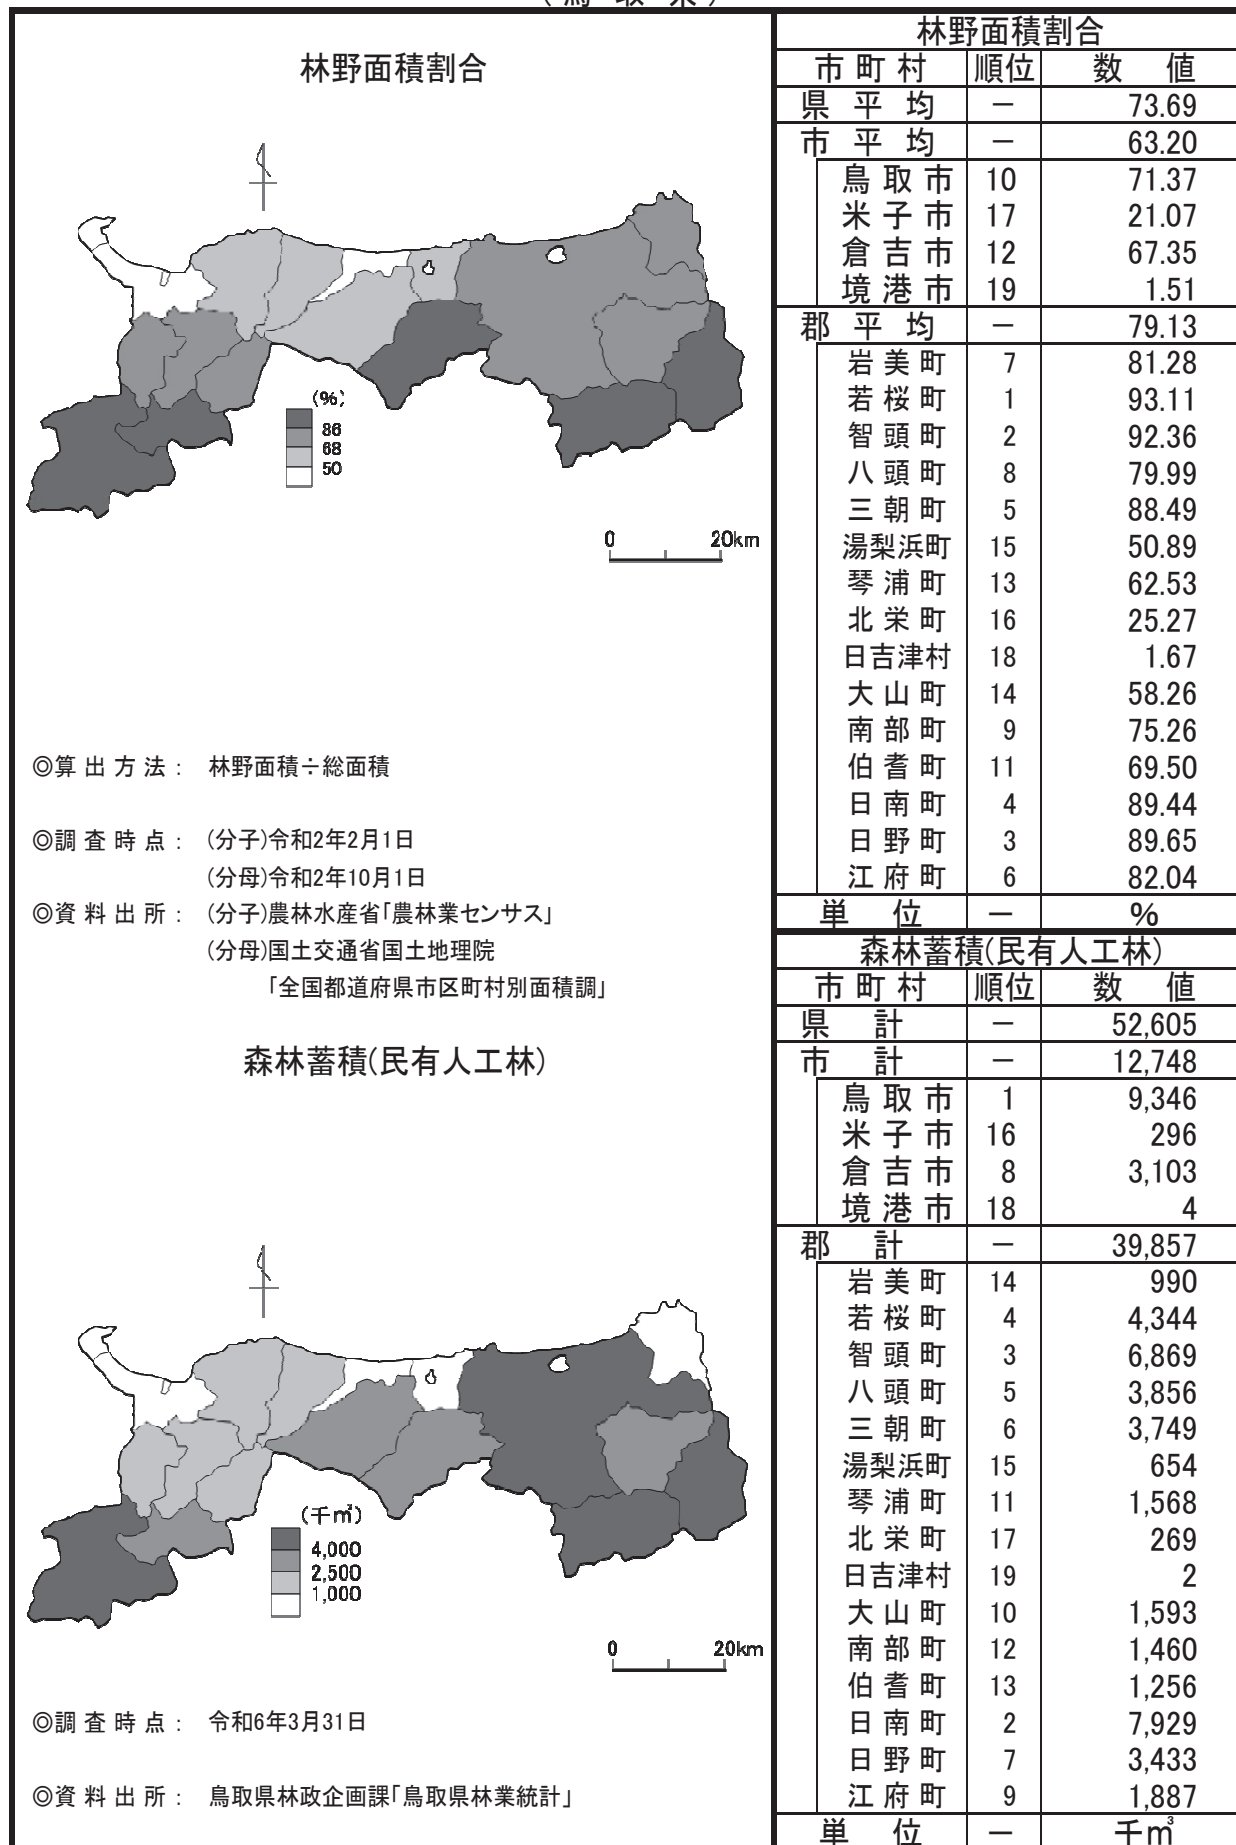 (鳥 取 県)
林野面積割合
(%)
86
68
50
0 20km
◎算 出 方 法 : 林野面積÷総面積
◎調 査 時 点 : (分子)令和2年2月1日
(分母)令和2年10月1日
◎資 料 出 所 : (分子)農林水産省「農林業センサス」
(分母)国土交通省国土地理院
「全国都道府県市区町村別面積調」
林野面積割合
市 町 村 順位 数 値
県 平 均 － 73.69
市 平 均 － 63.20
鳥 取 市 10 71.37
米 子 市 17 21.07
倉 吉 市 12 67.35
境 港 市 19 1.51
郡 平 均 － 79.13
岩 美 町 7 81.28
若 桜 町 1 93.11
智 頭 町 2 92.36
八 頭 町 8 79.99
三 朝 町 5 88.49
湯梨浜町 15 50.89
琴 浦 町 13 62.53
北 栄 町 16 25.27
日吉津村 18 1.67
大 山 町 14 58.26
南 部 町 9 75.26
伯 耆 町 11 69.50
日 南 町 4 89.44
日 野 町 3 89.65
江 府 町 6 82.04
単 位 － %
森林蓄積(民有人工林)
(千㎥)
4,000
2,500
1,000
0 20km
◎調 査 時 点 : 令和6年3月31日
◎資 料 出 所 : 鳥取県林政企画課「鳥取県林業統計」
森林蓄積(民有人工林)
市 町 村 順位 数 値
県 計 － 52,605
市 計 － 12,748
鳥 取 市 1 9,346
米 子 市 16 296
倉 吉 市 8 3,103
境 港 市 18 4
郡 計 － 39,857
岩 美 町 14 990
若 桜 町 4 4,344
智 頭 町 3 6,869
八 頭 町 5 3,856
三 朝 町 6 3,749
湯梨浜町 15 654
琴 浦 町 11 1,568
北 栄 町 17 269
日吉津村 19 2
大 山 町 10 1,593
南 部 町 12 1,460
伯 耆 町 13 1,256
日 南 町 2 7,929
日 野 町 7 3,433
江 府 町 9 1,887
単 位 － 千㎥